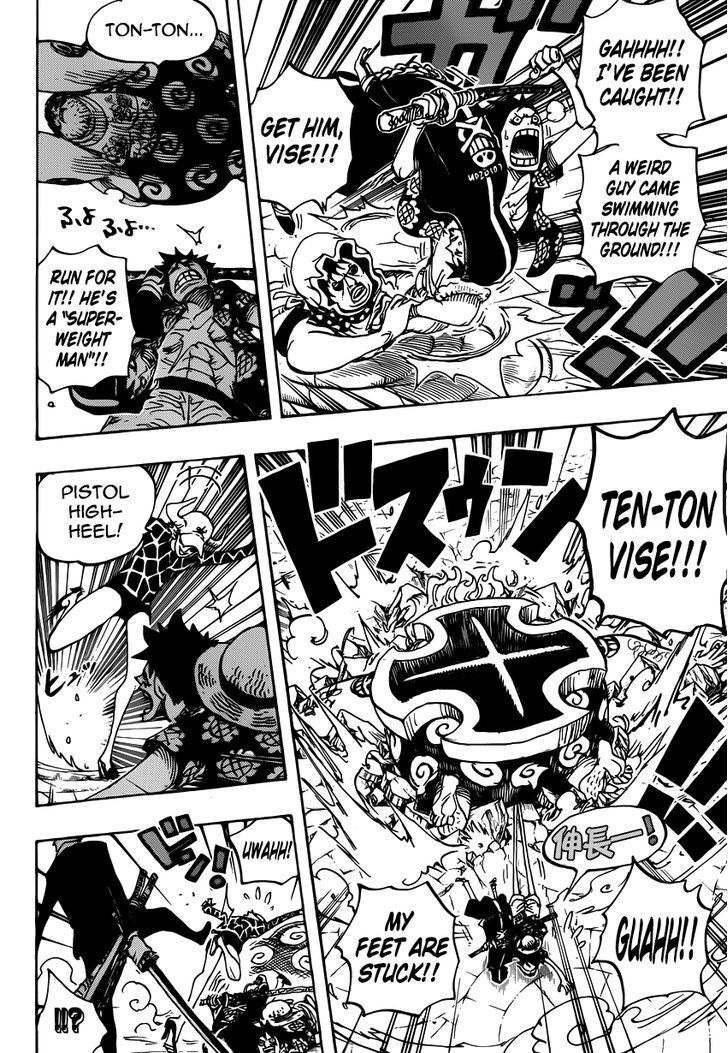 GAHHHH!!
I'VE BEEN
CAUGHT!!
A WEIRD
GUY CAME
SWIMMING
THROUGH
THE
GROUND!!!
GET HIM,
VISE!!!
TON-TON...
ふよ
ふよ...
RUN FOR
IT!! HE'S
A "SUPER-
WEIGHT
MAN"!!
TEN-TON
VISE!!!
ドスゥン
!!!
伸長ー!
GUAHH!!
MY
FEET ARE
STUCK!!
PISTOL
HIGH-
HEEL!
UWAHH!
!!?